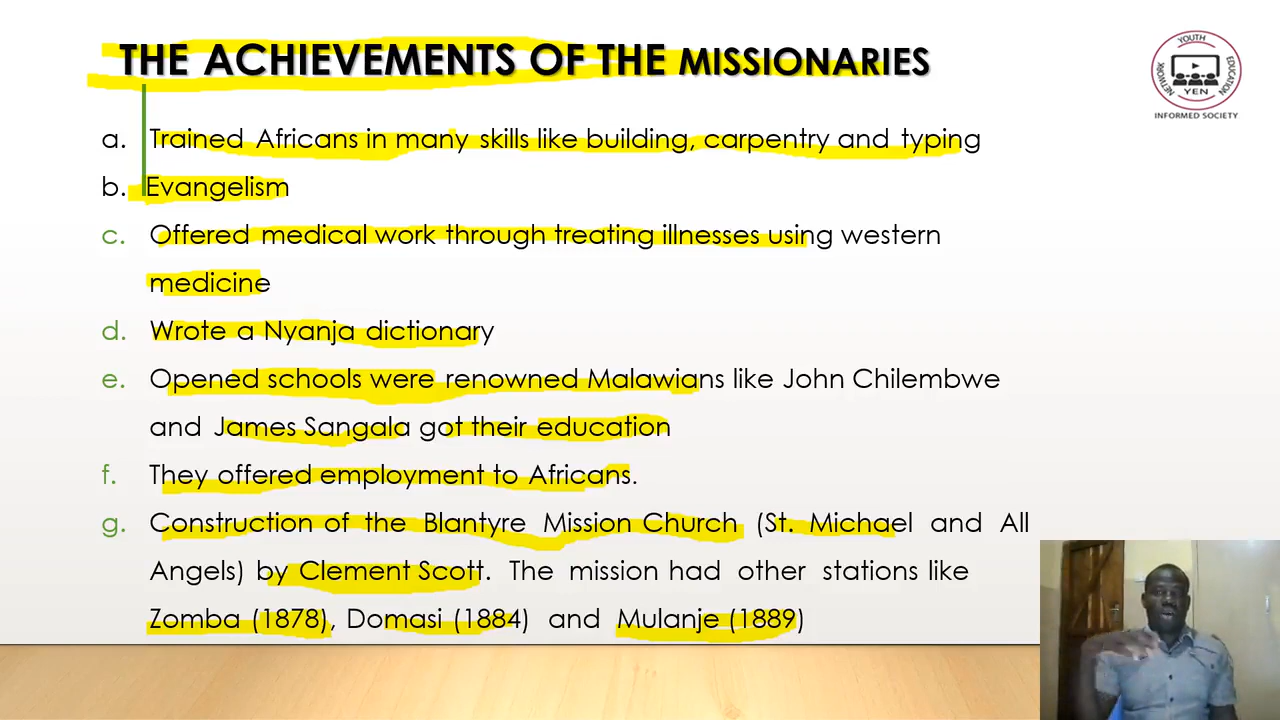 THE ACHIEVEMENTS OF THE MISSIONARIES
YOUTH
NETWORK
EDUCATION
YEN
INFORMED SOCIETY
a. Trained Africans in many skills like building, carpentry and typing
b. Evangelism
c. Offered medical work through treating illnesses using western
medicine
d. Wrote a Nyanja dictionary
e. Opened schools were renowned Malawians like John Chilembwe
and James Sangala got their education
f. They offered employment to Africans.
g. Construction of the Blantyre Mission Church (St. Michael and All
Angels) by Clement Scott. The mission had other stations like
Zomba (1878), Domasi (1884) and Mulanje (1889)